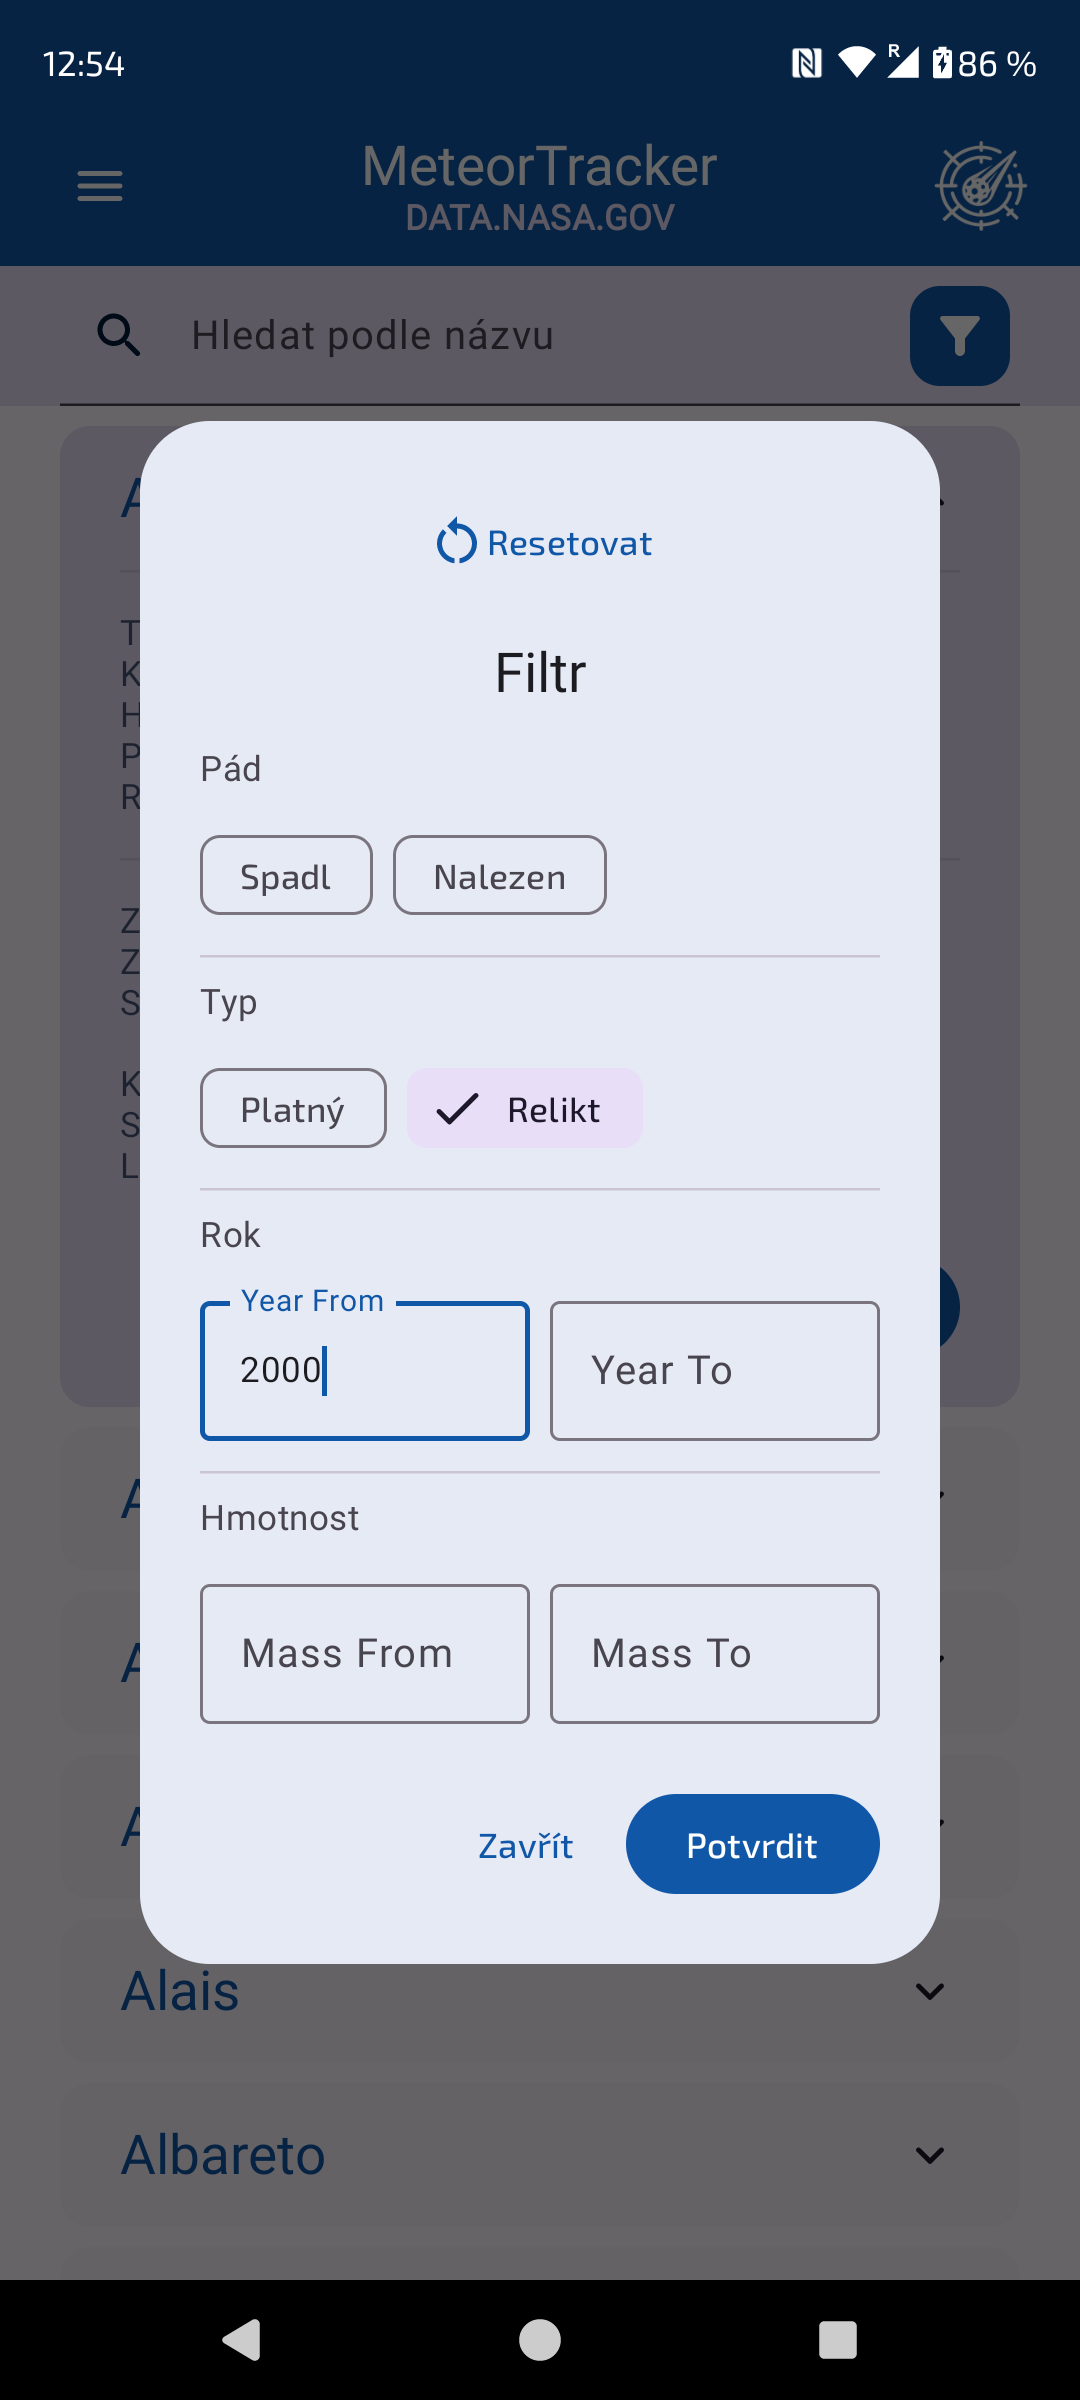 12:54
R
86 %
MeteorTracker
DATA.NASA.GOV
Hledat podle názvu
Resetovat
Filtr
Pád
Spadl
Nalezen
Typ
Platný
Relikt
Rok
Year From
2000
Year To
Hmotnost
Mass From
Mass To
Zavřít
Potvrdit
Alais
Albareto